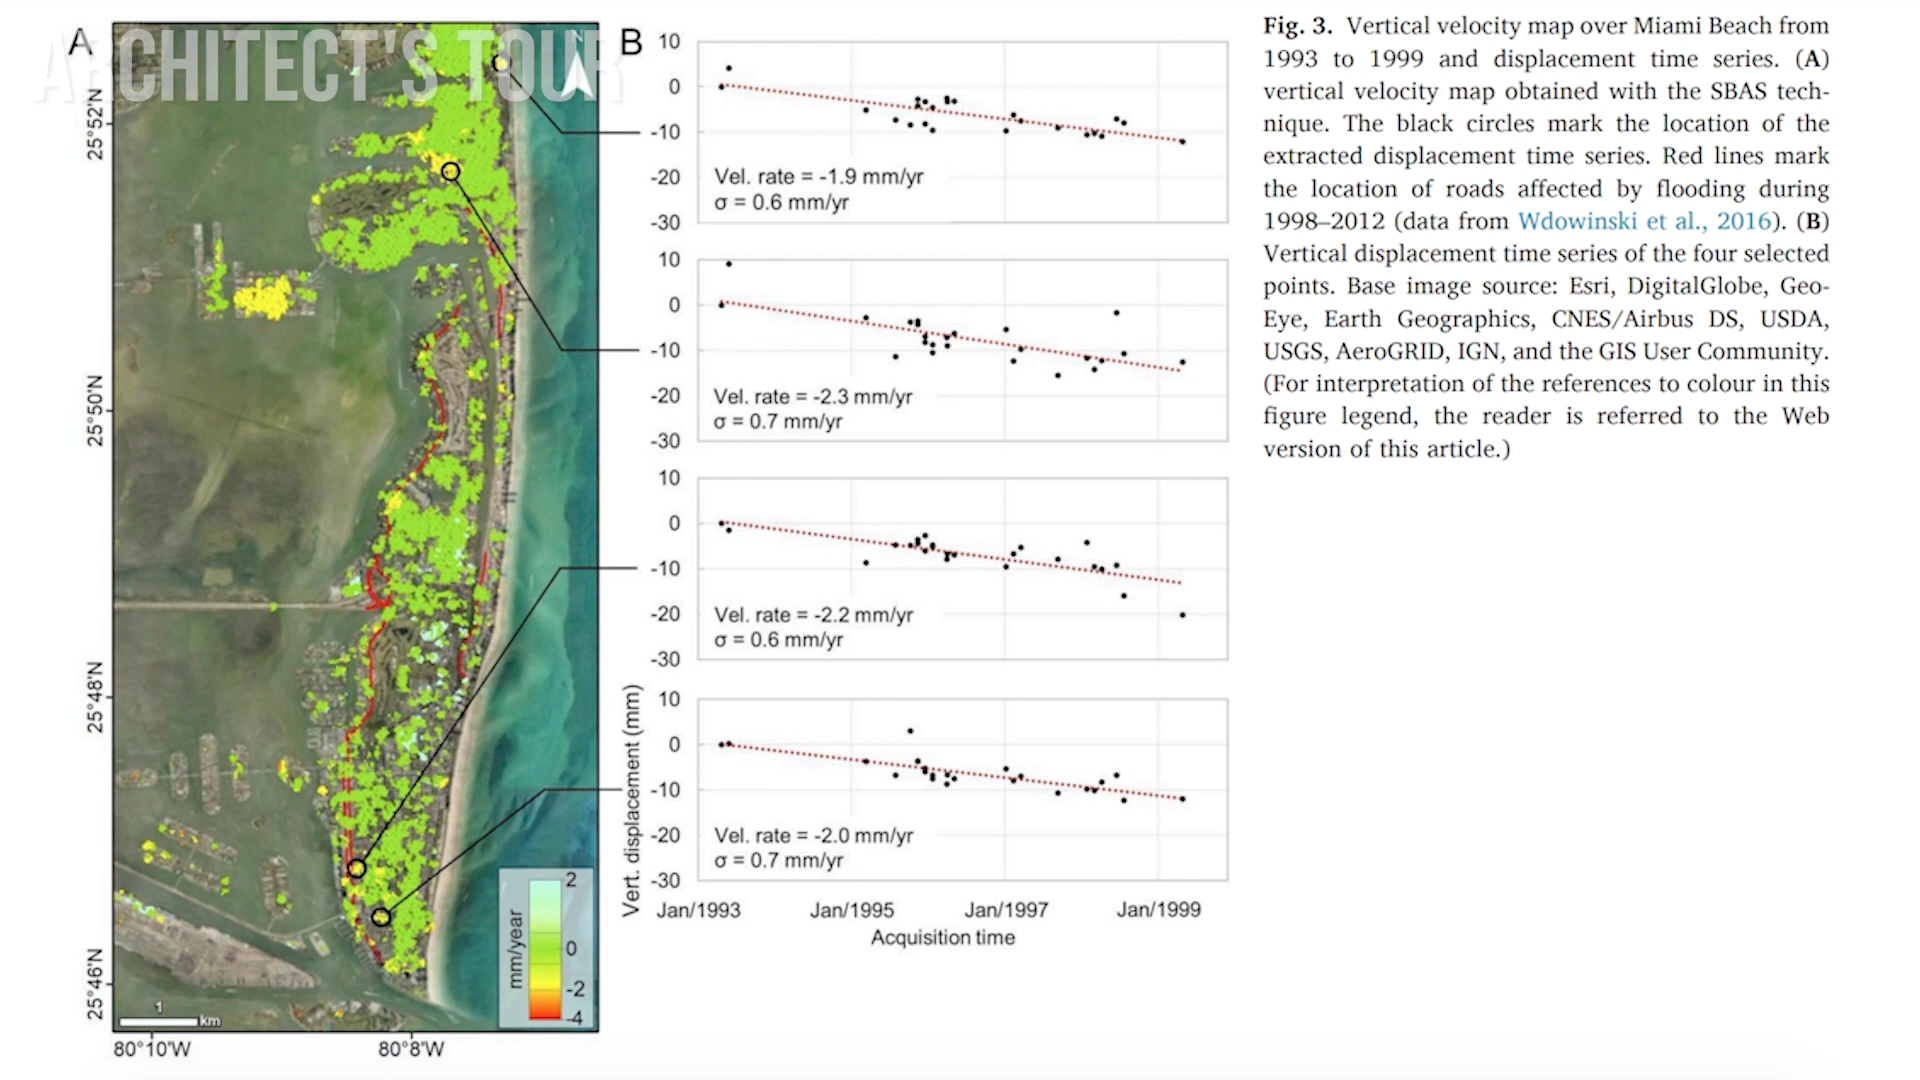 ARCHITECT'S TOUR
A
N
25°52'N
25°50'N
25°48'N
25°46'N
80°10'W
80°8'W
1
km
mm/year
2
0
-2
-4
B
10
0
-10
-20
-30
Vel. rate = -1.9 mm/yr
σ = 0.6 mm/yr
10
0
-10
-20
-30
Vel. rate = -2.3 mm/yr
σ = 0.7 mm/yr
10
0
-10
-20
-30
Vel. rate = -2.2 mm/yr
σ = 0.6 mm/yr
10
0
-10
-20
-30
Vel. rate = -2.0 mm/yr
σ = 0.7 mm/yr
Vert. displacement (mm)
Jan/1993 Jan/1995 Jan/1997 Jan/1999
Acquisition time
Fig. 3. Vertical velocity map over Miami Beach from
1993 to 1999 and displacement time series. (A)
vertical velocity map obtained with the SBAS tech-
nique. The black circles mark the location of the
extracted displacement time series. Red lines mark
the location of roads affected by flooding during
1998–2012 (data from Wdowinski et al., 2016). (B)
Vertical displacement time series of the four selected
points. Base image source: Esri, DigitalGlobe, Geo-
Eye, Earth Geographics, CNES/Airbus DS, USDA,
USGS, AeroGRID, IGN, and the GIS User Community.
(For interpretation of the references to colour in this
figure legend, the reader is referred to the Web
version of this article.)